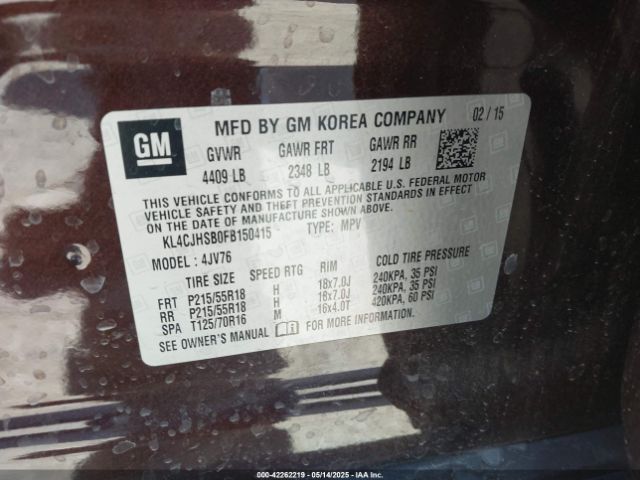 GM
MFD BY GM KOREA COMPANY 02 / 15
GVWR GAWR FRT GAWR RR
4409 LB 2348 LB 2194 LB
THIS VEHICLE CONFORMS TO ALL APPLICABLE U.S. FEDERAL MOTOR
VEHICLE SAFETY AND THEFT PREVENTION STANDARDS IN EFFECT
ON THE DATE OF MANUFACTURE SHOWN ABOVE.
KL4CJHSB0FB150415 TYPE: MPV
MODEL: 4JV76
TIRE SIZE SPEED RTG RIM COLD TIRE PRESSURE
FRT P215/55R18 H 18x7.0J 240KPA, 35 PSI
RR P215/55R18 H 18x7.0J 240KPA, 35 PSI
SPA T125/70R16 M 16x4.0T 420KPA, 60 PSI
SEE OWNER'S MANUAL FOR MORE INFORMATION.
000-42262219 - 05/14/2025 - IAA Inc.